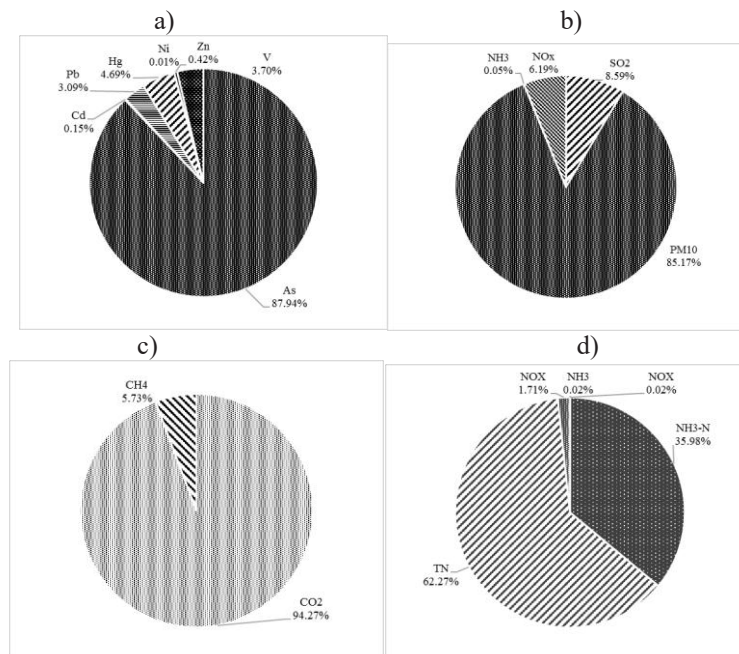 a)
Ni
0.01%
Zn
0.42%
V
3.70%
Hg
4.69%
Pb
3.09%
Cd
0.15%
As
87.94%
b)
NH3
0.05%
NOx
6.19%
SO2
8.59%
PM10
85.17%
c)
CH4
5.73%
CO2
94.27%
d)
NOX
1.71%
NH3
0.02%
NOX
0.02%
NH3-N
35.98%
TN
62.27%